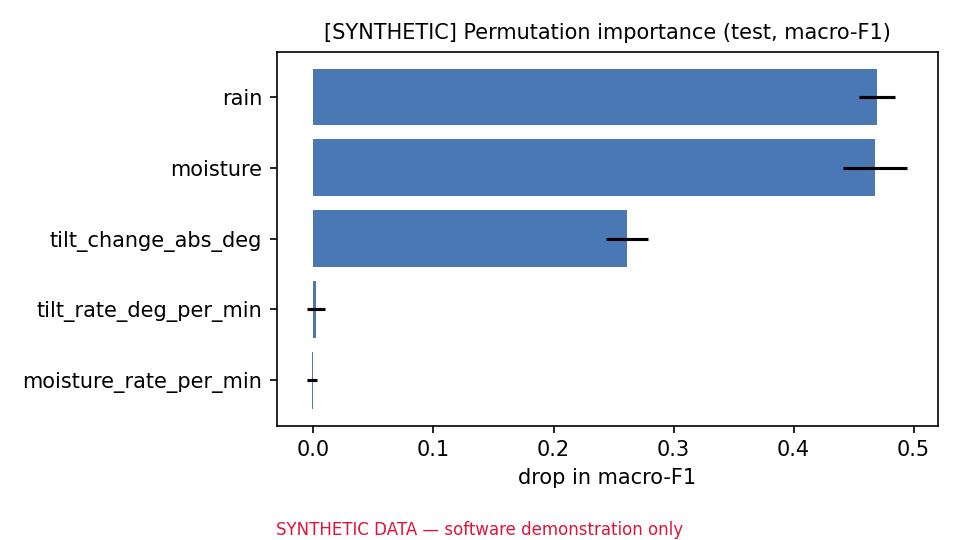 [SYNTHETIC] Permutation importance (test, macro-F1)
rain
moisture
tilt_change_abs_deg
tilt_rate_deg_per_min
moisture_rate_per_min
0.0 0.1 0.2 0.3 0.4 0.5
drop in macro-F1
SYNTHETIC DATA — software demonstration only